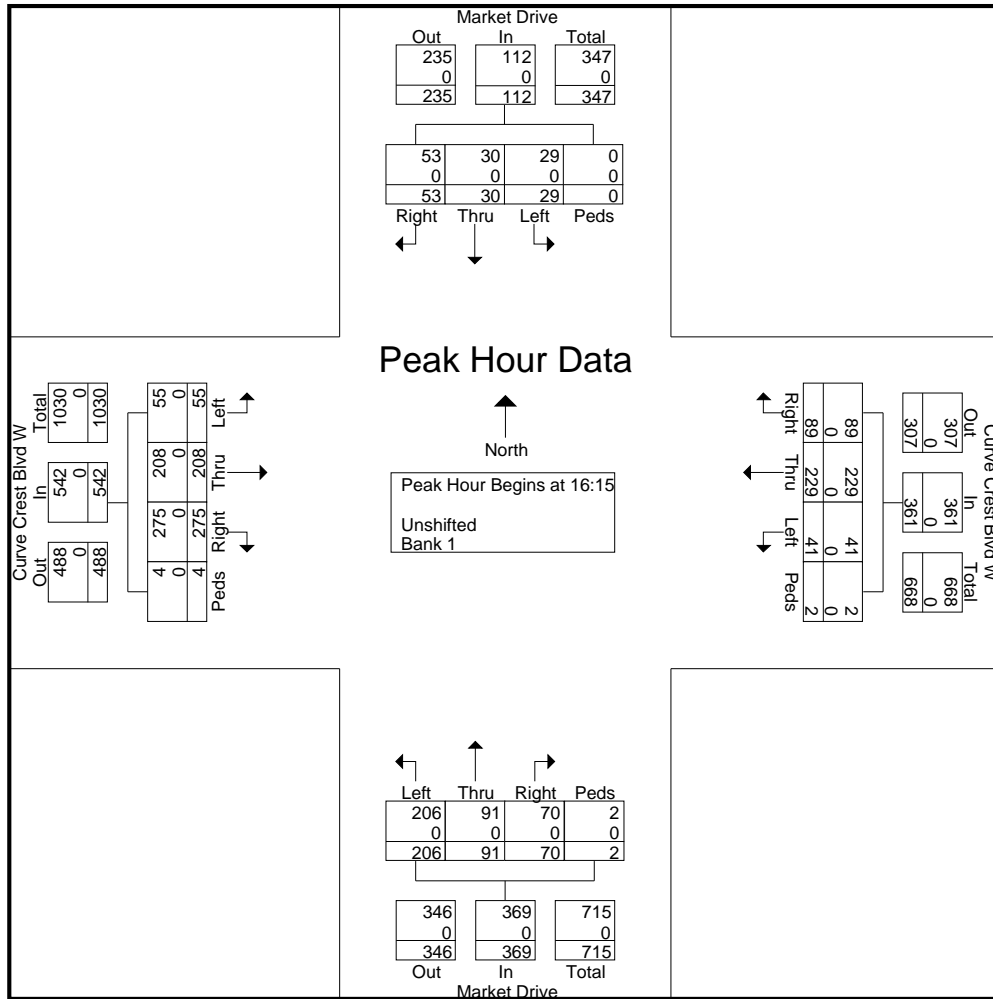 Market Drive
Out In Total
235 112 347
0 0 0
235 112 347
53 30 29 0
0 0 0 0
53 30 29 0
Right Thru Left Peds
Peak Hour Data
North
Peak Hour Begins at 16:15
Unshifted
Bank 1
Curve Crest Blvd W
Out In Total
488 542 1030
0 0 0
488 542 1030
4 275 208 55
0 0 0 0
4 275 208 55
Peds Right Thru Left
Curve Crest Blvd W
Out In Total
307 361 668
0 0 0
307 361 668
89 229 41 2
0 0 0 0
89 229 41 2
Right Thru Left Peds
Left Thru Right Peds
206 91 70 2
0 0 0 0
206 91 70 2
346 369 715
0 0 0
346 369 715
Out In Total
Market Drive